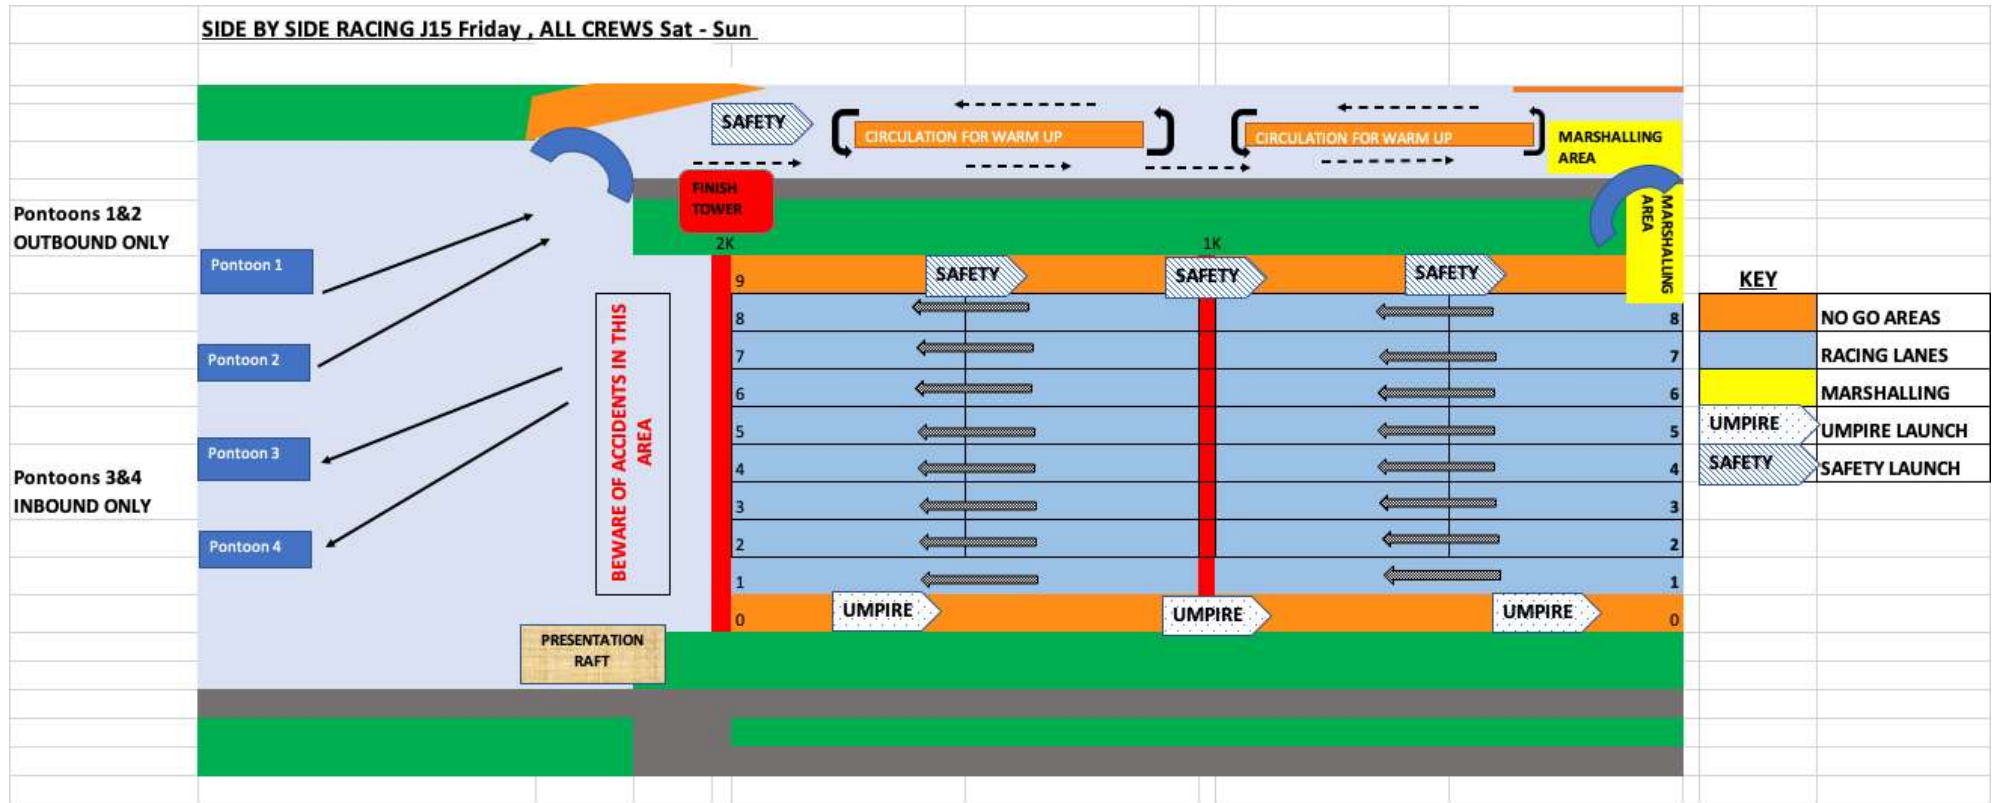 SIDE BY SIDE RACING J15 Friday , ALL CREWS Sat - Sun
SAFETY
CIRCULATION FOR WARM UP
CIRCULATION FOR WARM UP
MARSHALLING
AREA
FINISH
TOWER
MARSHALLING
AREA
Pontoons 1&2
OUTBOUND ONLY
2K
1K
Pontoon 1
Pontoon 2
Pontoon 3
Pontoon 4
Pontoons 3&4
INBOUND ONLY
BEWARE OF ACCIDENTS IN THIS
AREA
9
SAFETY
SAFETY
SAFETY
8
8
7
7
6
6
5
5
4
4
3
3
2
2
1
1
0
UMPIRE
UMPIRE
UMPIRE
0
PRESENTATION
RAFT
KEY
NO GO AREAS
RACING LANES
MARSHALLING
UMPIRE
UMPIRE LAUNCH
SAFETY
SAFETY LAUNCH